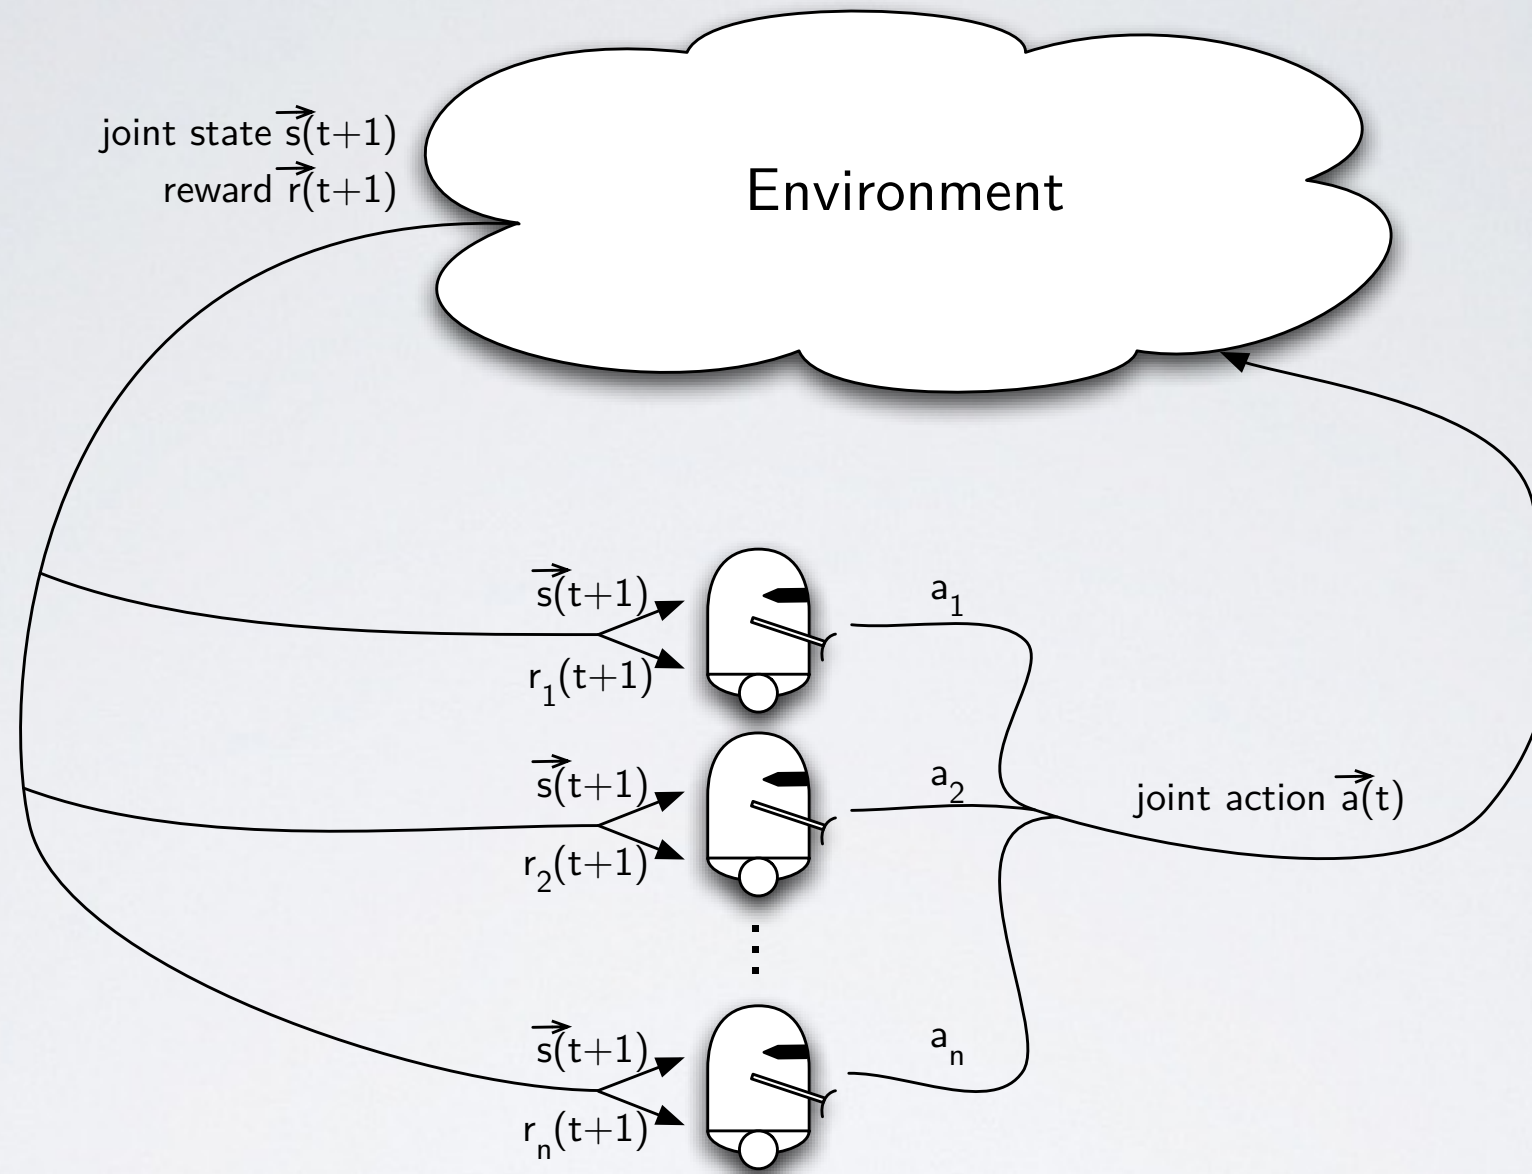 joint state s⃗(t+1)
reward r⃗(t+1)
Environment
s⃗(t+1)
a₁
r₁(t+1)
s⃗(t+1)
a₂
joint action a⃗(t)
r₂(t+1)
s⃗(t+1)
aₙ
rₙ(t+1)